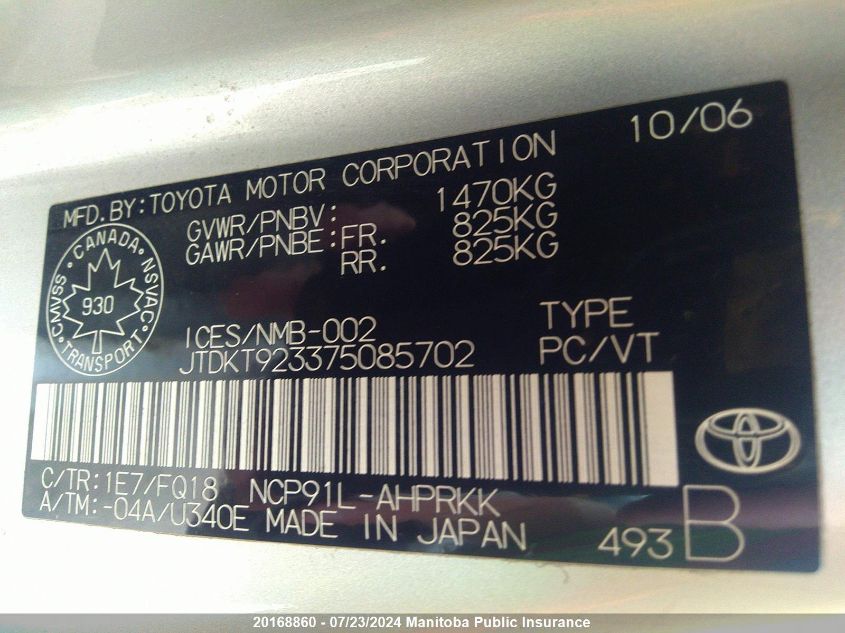 MFD.BY:TOYOTA MOTOR CORPORATION 10/06
GVWR/PNBV: 1470KG
GAWR/PNBE:FR. 825KG
RR. 825KG
CMVSS · CANADA · NSVAC
930
TRANSPORT
ICES/NMB-002 TYPE
JTDKT923375085702 PC/VT
C/TR:1E7/FQ18 NCP91L-AHPRKK
A/TM:-04A/U340E MADE IN JAPAN 493 B
20168860 - 07/23/2024 Manitoba Public Insurance